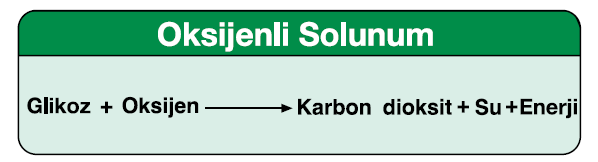 Oksijenli Solunum
Glikoz + Oksijen ⟶ Karbon dioksit + Su + Enerji